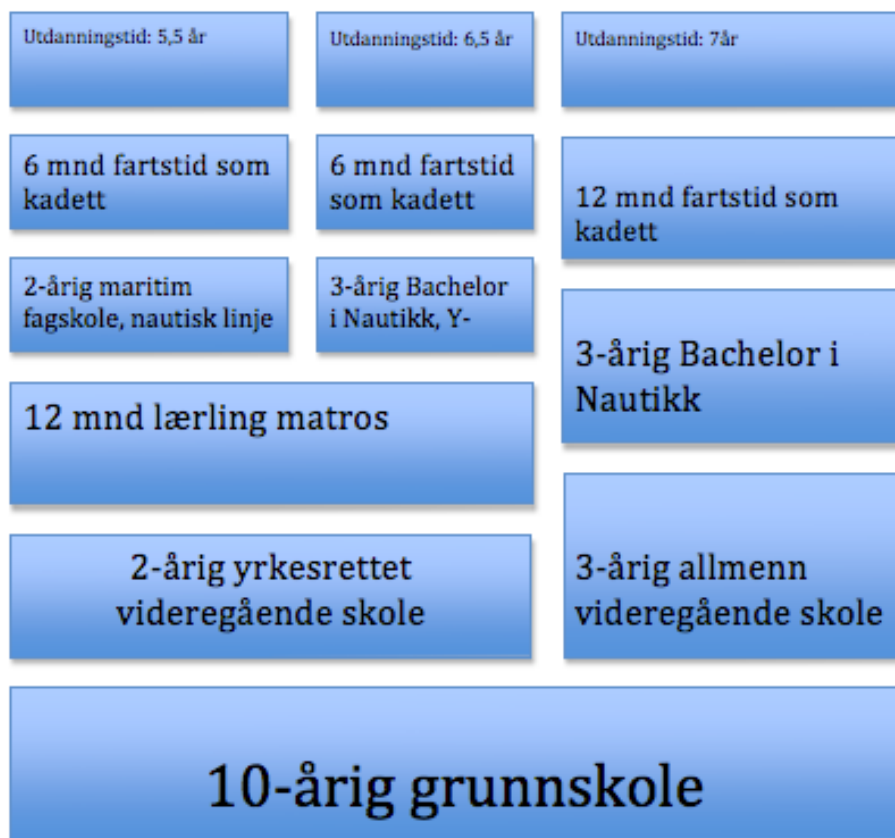 Utdanningstid: 5,5 år
Utdanningstid: 6,5 år
Utdanningstid: 7år
6 mnd fartstid som
kadett
6 mnd fartstid
som kadett
12 mnd fartstid som
kadett
2-årig maritim
fagskole, nautisk linje
3-årig Bachelor
i Nautikk, Y-
3-årig Bachelor i
Nautikk
12 mnd lærling matros
2-årig yrkesrettet
videregående skole
3-årig allmenn
videregående skole
10-årig grunnskole